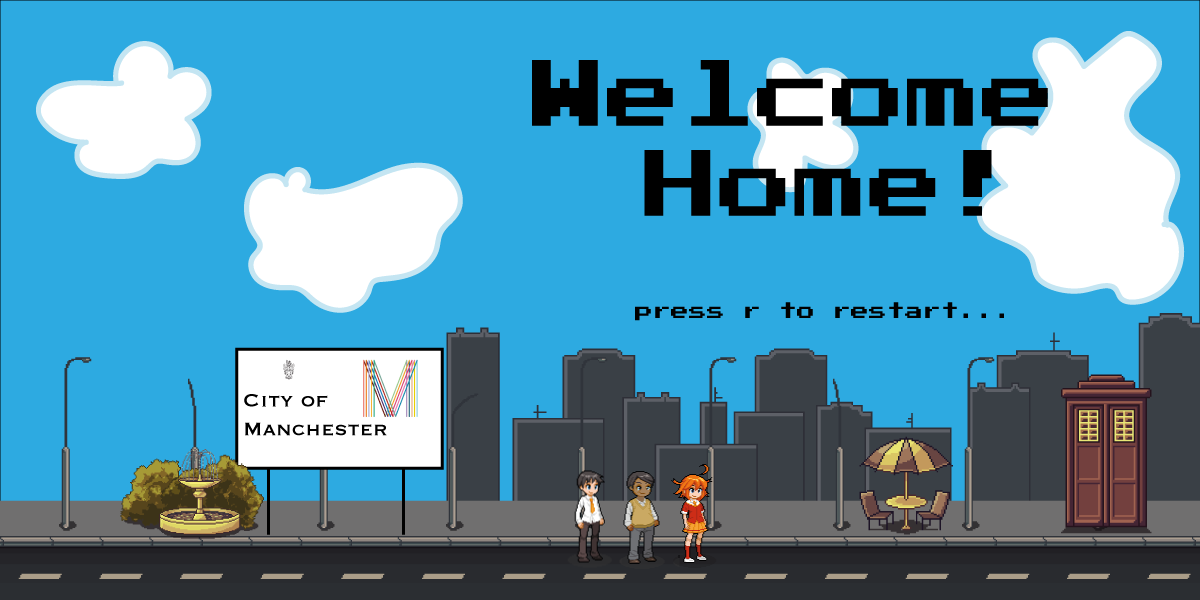 Welcome
Home!
press r to restart...
City of
M
Manchester